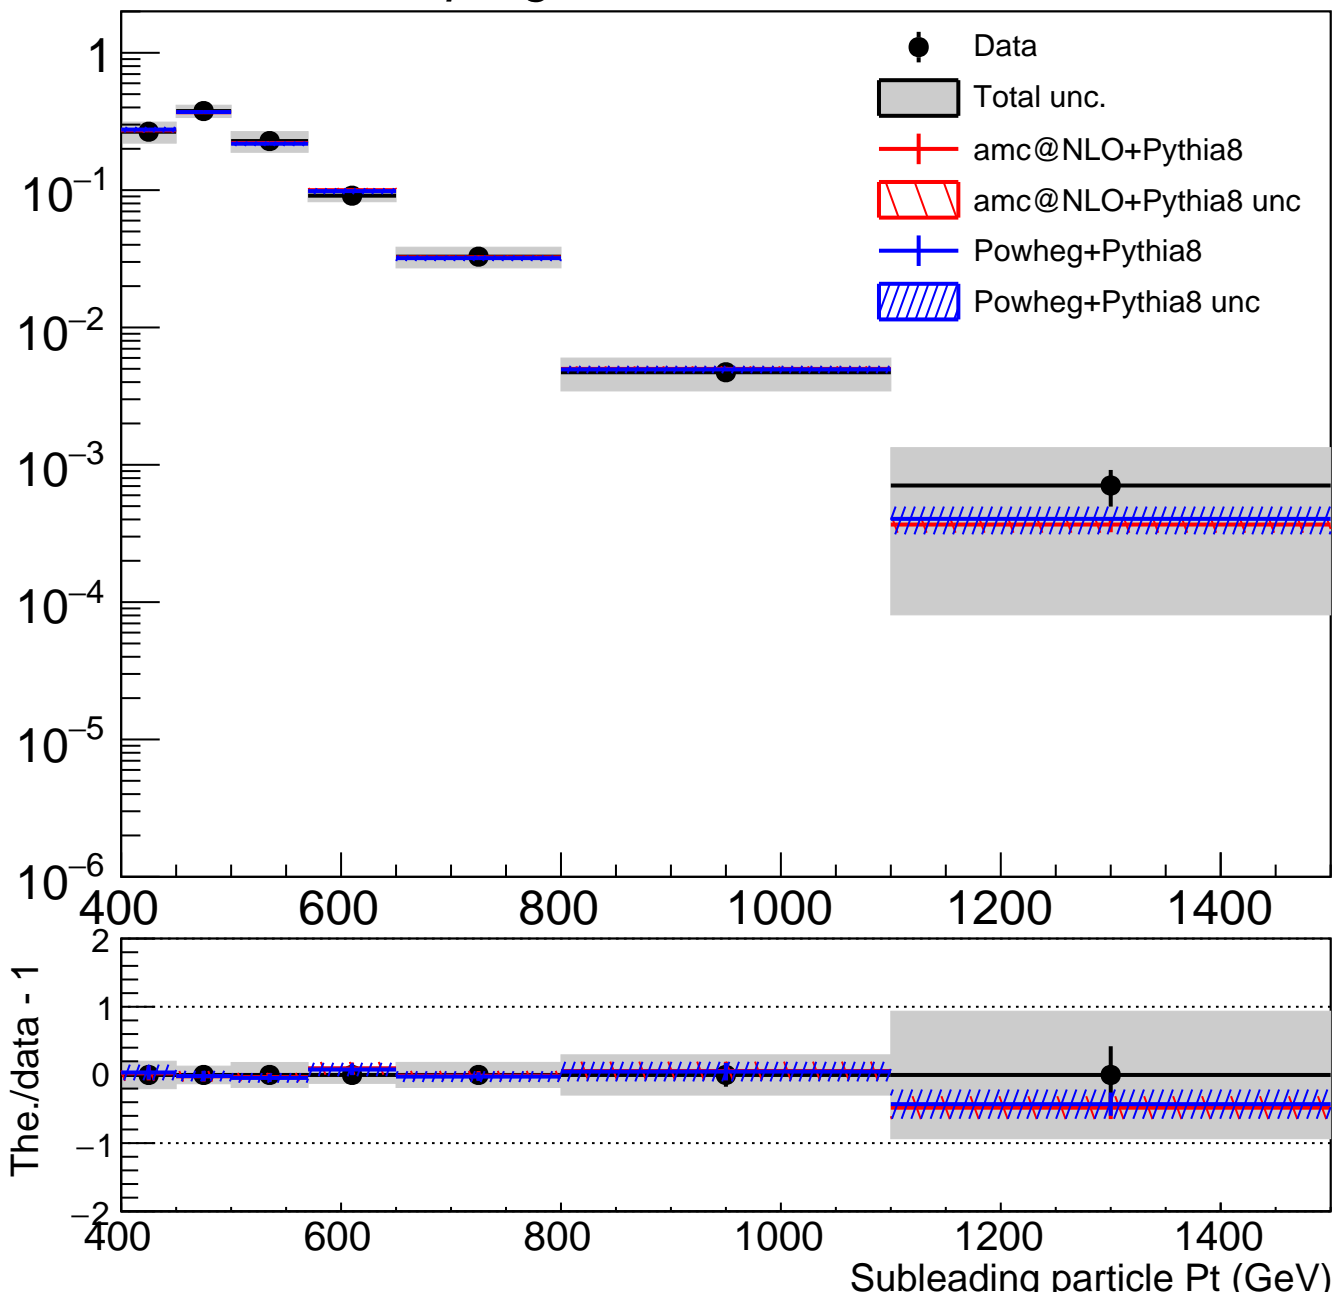 Data
Total unc.
amc@NLO+Pythia8
amc@NLO+Pythia8 unc
Powheg+Pythia8
Powheg+Pythia8 unc
1
10⁻¹
10⁻²
10⁻³
10⁻⁴
10⁻⁵
10⁻⁶
400 600 800 1000 1200 1400
The./data - 1
2
1
0
−1
−2
400 600 800 1000 1200 1400
Subleading particle Pt (GeV)